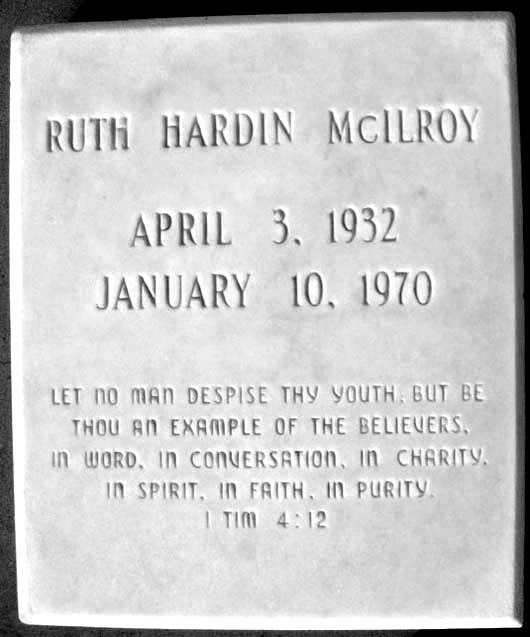 RUTH HARDIN McILROY
APRIL 3, 1932
JANUARY 10, 1970
LET NO MAN DESPISE THY YOUTH; BUT BE
THOU AN EXAMPLE OF THE BELIEVERS,
IN WORD, IN CONVERSATION, IN CHARITY,
IN SPIRIT, IN FAITH, IN PURITY.
I TIM 4:12